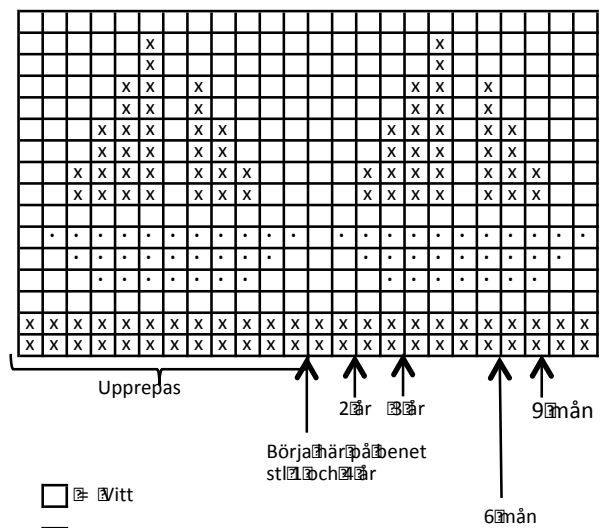 Upprepas
2 år 3 år 9 mån
Börja här på benet
stl 1 och 4 år
= Vitt
6 mån